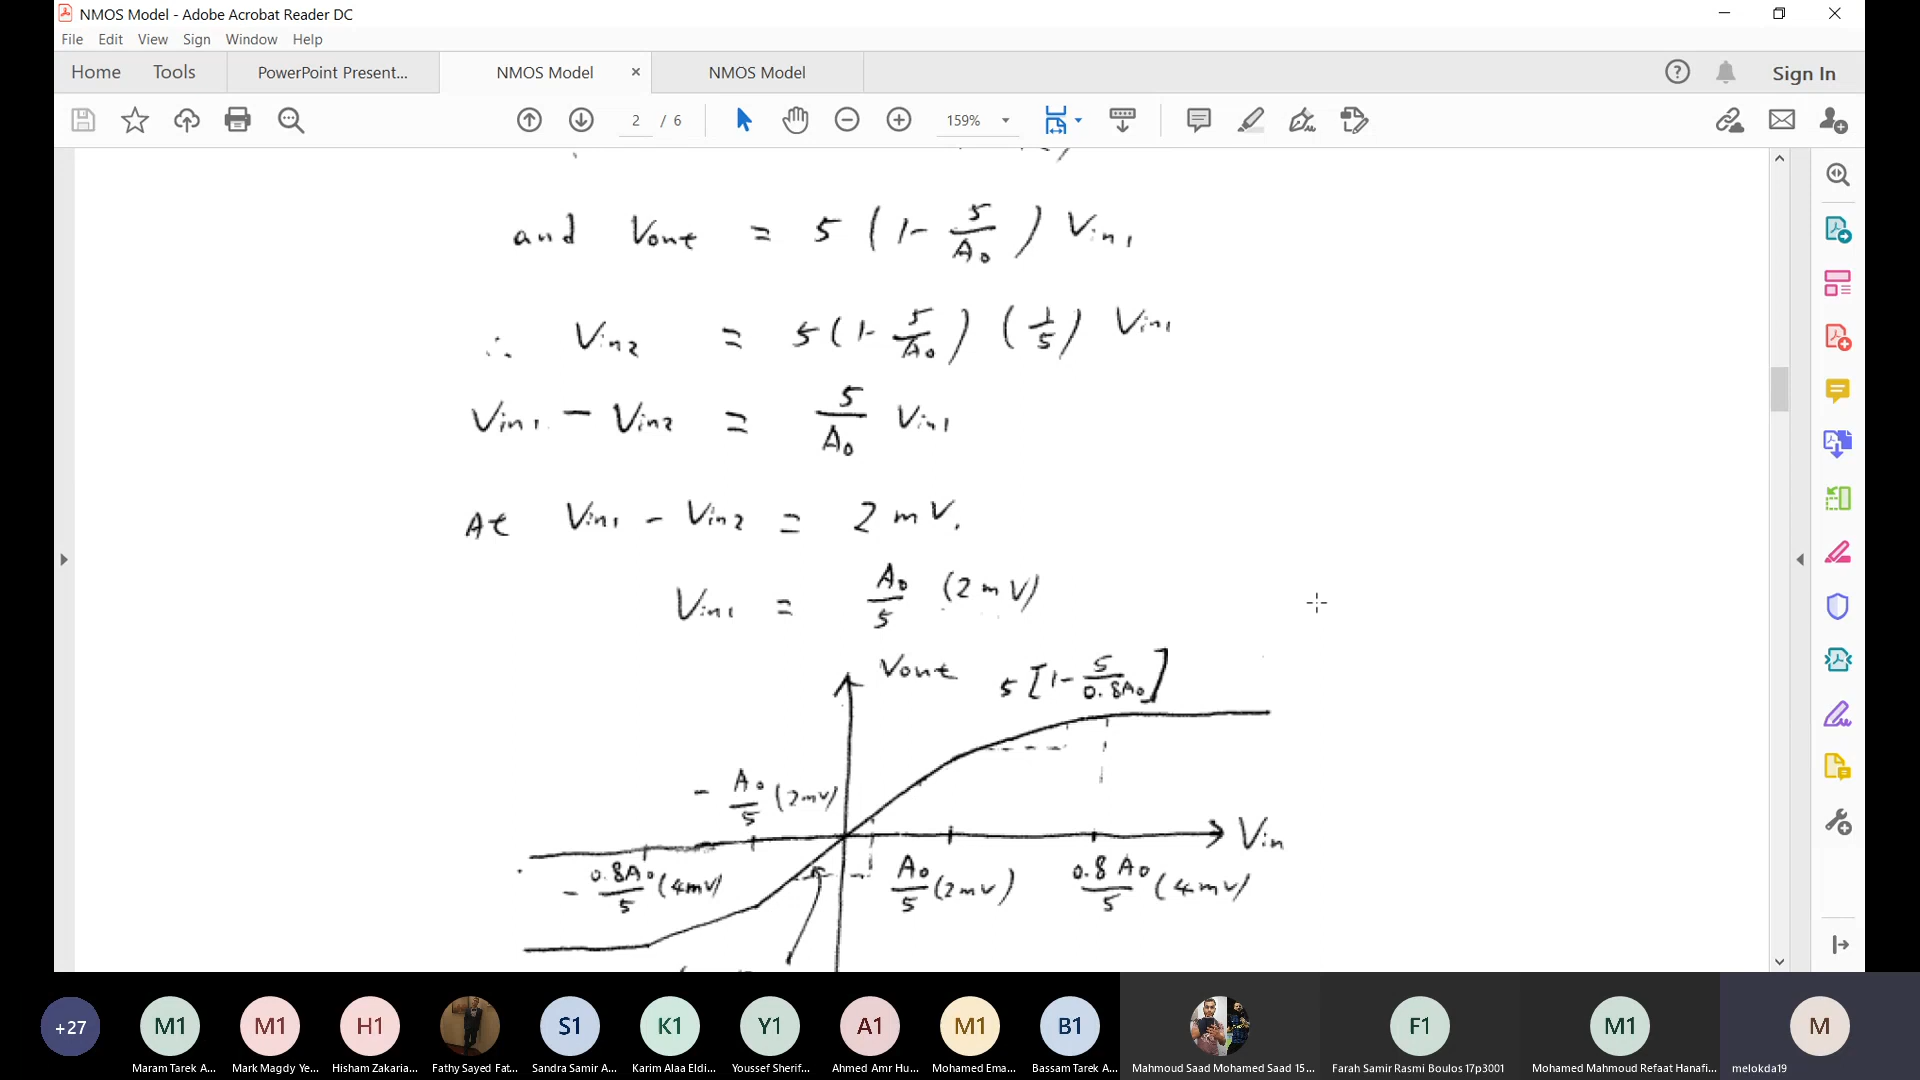 NMOS Model - Adobe Acrobat Reader DC
File Edit View Sign Window Help
Home Tools PowerPoint Present... NMOS Model × NMOS Model Sign In
2 / 6 159%
and Vout = 5 (1 - 5/A0) Vin1
∴ Vin2 = 5 (1 - 5/A0) (1/5) Vin1
Vin1 - Vin2 = 5/A0 Vin1
At Vin1 - Vin2 = 2 mV.
Vin1 = A0/5 (2 mV)
Vout 5 [1 - 5/0.8A0]
- A0/5 (2mV)
Vin
- 0.8A0/5 (4mV) A0/5 (2mV) 0.8 A0/5 (4mV)
+27 M1 M1 H1 S1 K1 Y1 A1 M1 B1 F1 M1 M
Maram Tarek A... Mark Magdy Ye... Hisham Zakaria... Fathy Sayed Fat... Sandra Samir A... Karim Alaa Eldi... Youssef Sherif... Ahmed Amr Hu... Mohamed Ema... Bassam Tarek A... Mahmoud Saad Mohamed Saad 15... Farah Samir Rasmi Boulos 17p3001 Mohamed Mahmoud Refaat Hanafi... melokda19